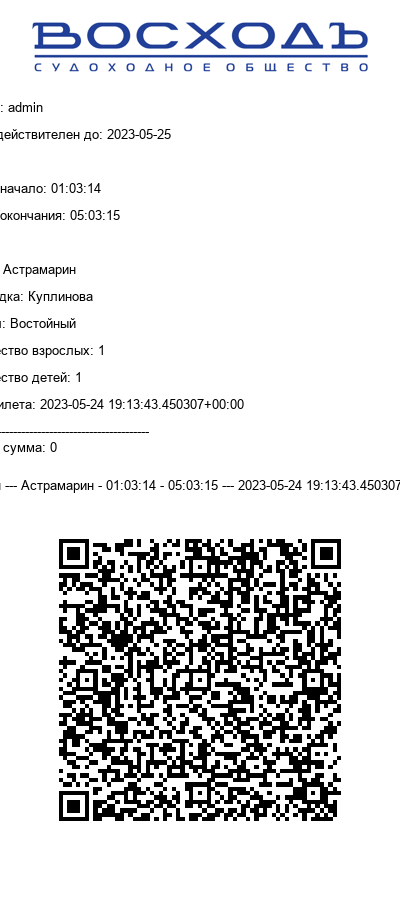 ВОСХОДЪ
СУДОХОДНОЕ ОБЩЕСТВО
: admin
действителен до: 2023-05-25
начало: 01:03:14
окончания: 05:03:15
Астрамарин
дка: Куплинова
: Востойный
ество взрослых: 1
ество детей: 1
илета: 2023-05-24 19:13:43.450307+00:00
----------------------------------------
сумма: 0
--- Астрамарин - 01:03:14 - 05:03:15 --- 2023-05-24 19:13:43.450307